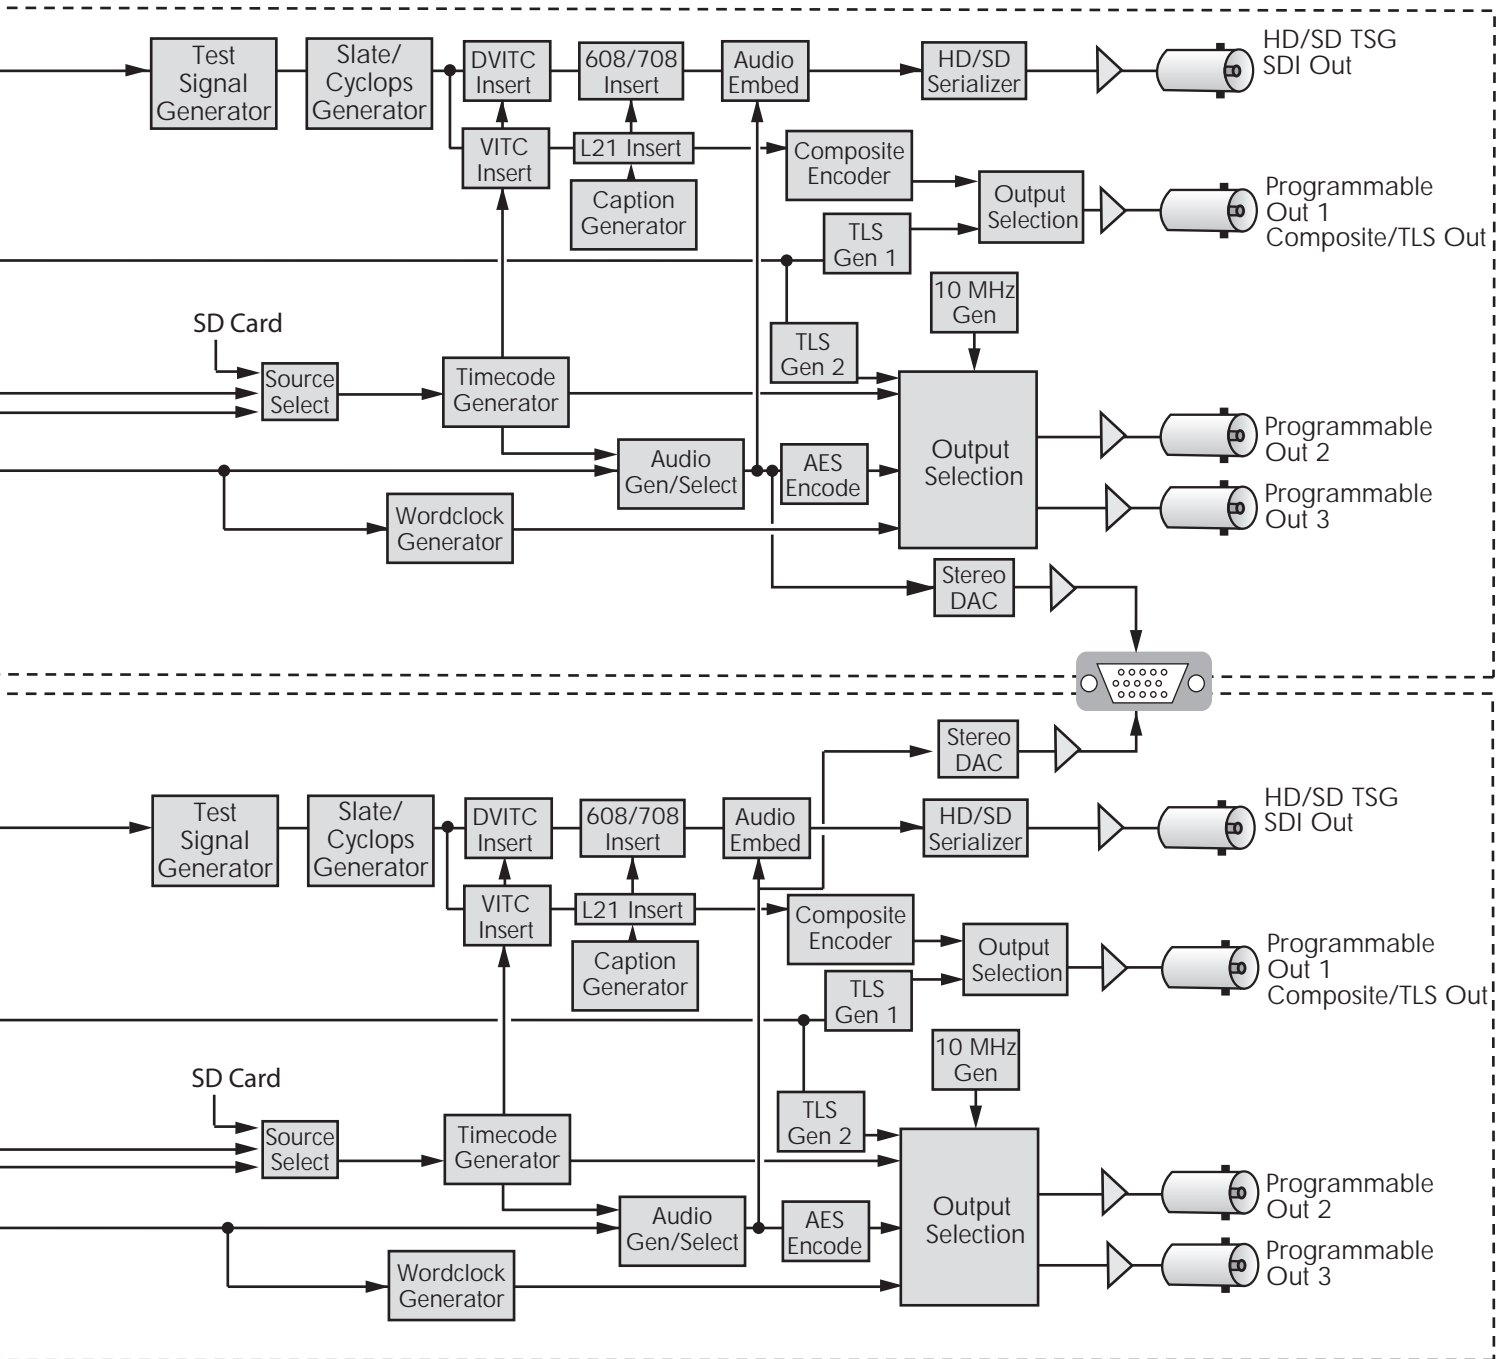 Test
Signal
Generator
Slate/
Cyclops
Generator
DVITC
Insert
608/708
Insert
Audio
Embed
HD/SD
Serializer
HD/SD TSG
SDI Out
VITC
Insert
L21 Insert
Caption
Generator
Composite
Encoder
TLS
Gen 1
Output
Selection
Programmable
Out 1
Composite/TLS Out
10 MHz
Gen
SD Card
Source
Select
Timecode
Generator
TLS
Gen 2
Output
Selection
Programmable
Out 2
Audio
Gen/Select
AES
Encode
Programmable
Out 3
Wordclock
Generator
Stereo
DAC
Stereo
DAC
Test
Signal
Generator
Slate/
Cyclops
Generator
DVITC
Insert
608/708
Insert
Audio
Embed
HD/SD
Serializer
HD/SD TSG
SDI Out
VITC
Insert
L21 Insert
Caption
Generator
Composite
Encoder
TLS
Gen 1
Output
Selection
Programmable
Out 1
Composite/TLS Out
10 MHz
Gen
SD Card
Source
Select
Timecode
Generator
TLS
Gen 2
Output
Selection
Programmable
Out 2
Audio
Gen/Select
AES
Encode
Programmable
Out 3
Wordclock
Generator